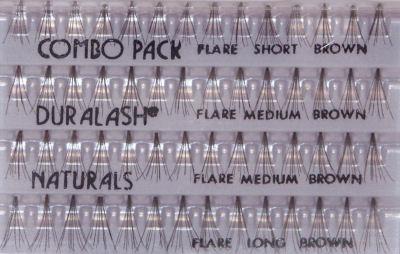 COMBO PACK FLARE SHORT BROWN
DURALASH® FLARE MEDIUM BROWN
NATURALS FLARE MEDIUM BROWN
FLARE LONG BROWN